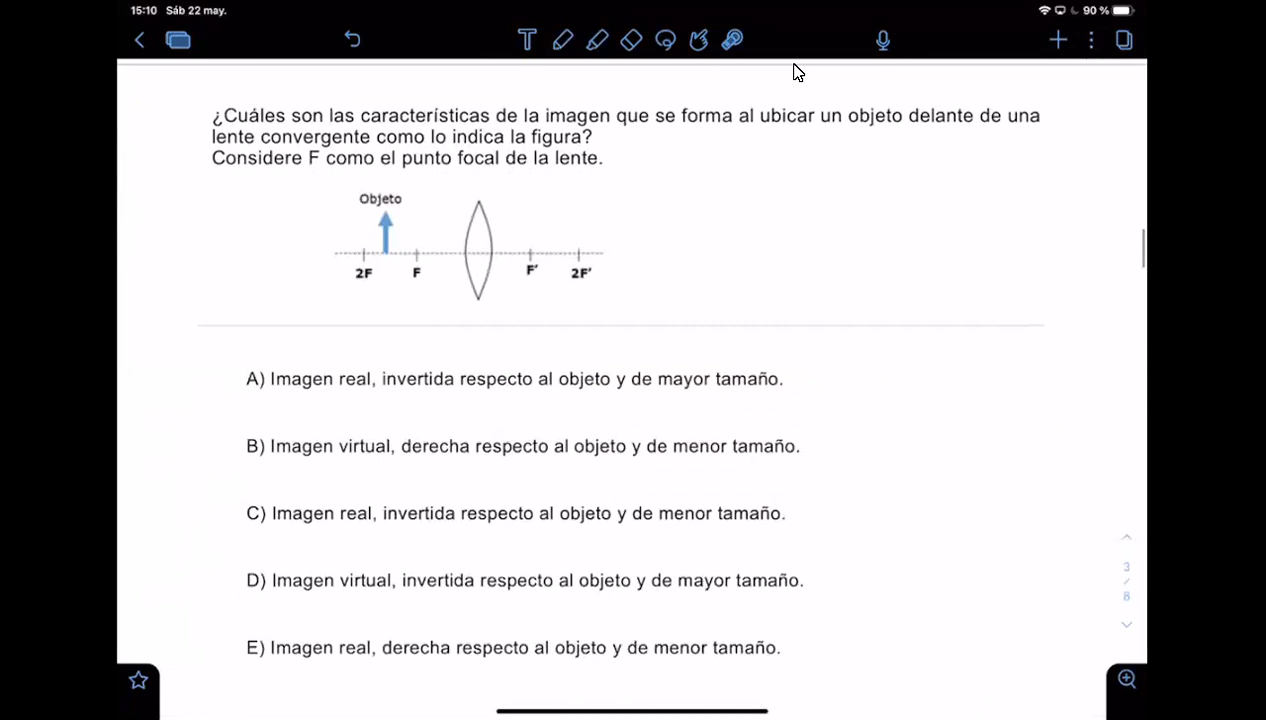 15:10 Sáb 22 may.
90 %
¿Cuáles son las características de la imagen que se forma al ubicar un objeto delante de una
lente convergente como lo indica la figura?
Considere F como el punto focal de la lente.
Objeto
2F F F′ 2F′
A) Imagen real, invertida respecto al objeto y de mayor tamaño.
B) Imagen virtual, derecha respecto al objeto y de menor tamaño.
C) Imagen real, invertida respecto al objeto y de menor tamaño.
D) Imagen virtual, invertida respecto al objeto y de mayor tamaño.
E) Imagen real, derecha respecto al objeto y de menor tamaño.
3
/
8